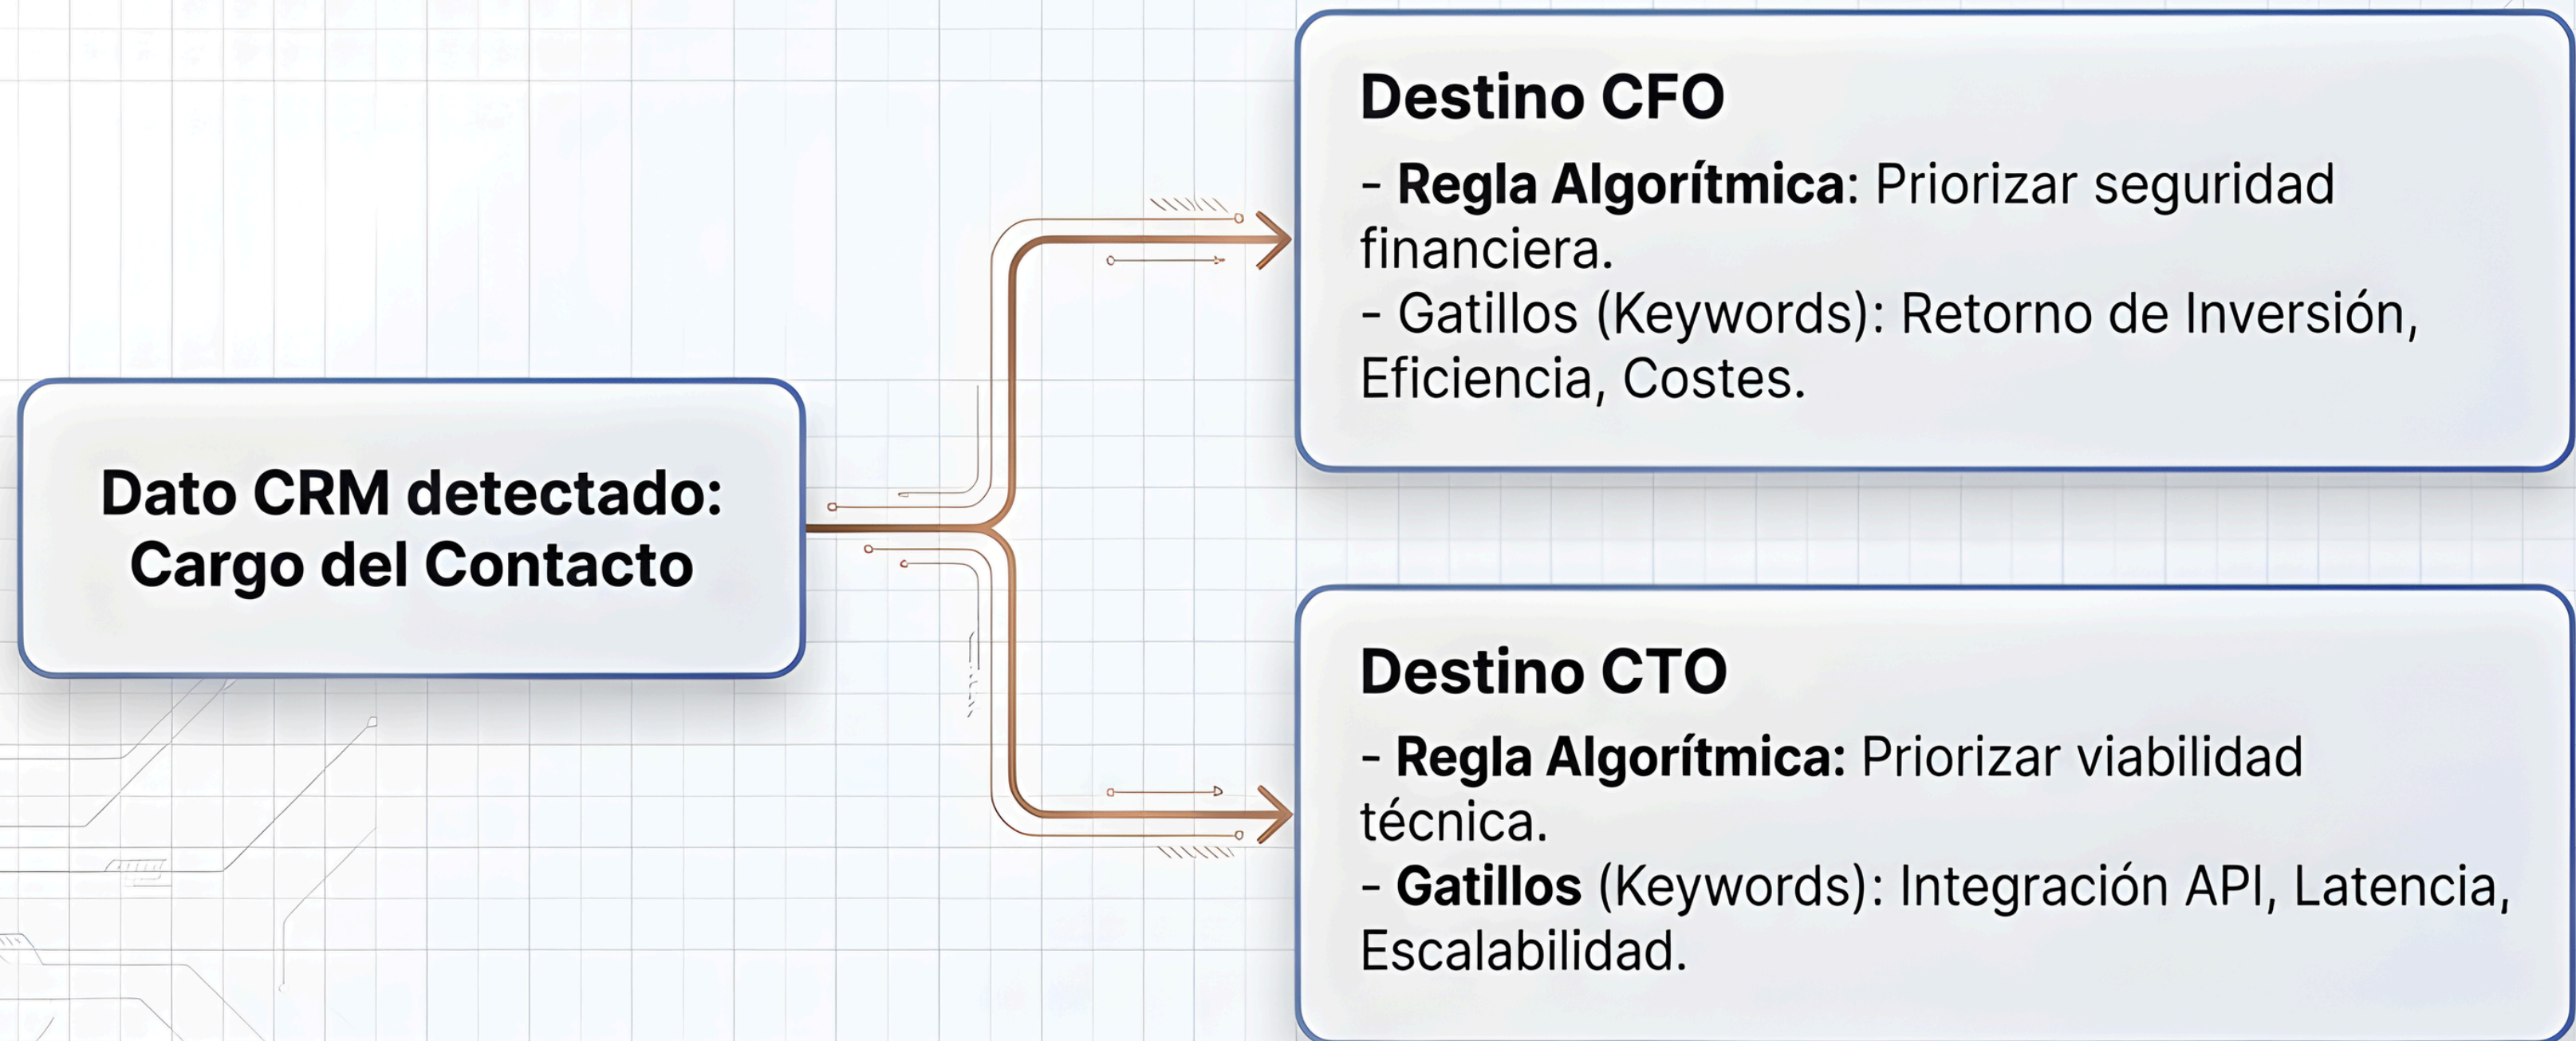 Dato CRM detectado:
Cargo del Contacto
Destino CFO
- Regla Algorítmica: Priorizar seguridad
financiera.
- Gatillos (Keywords): Retorno de Inversión,
Eficiencia, Costes.
Destino CTO
- Regla Algorítmica: Priorizar viabilidad
técnica.
- Gatillos (Keywords): Integración API, Latencia,
Escalabilidad.